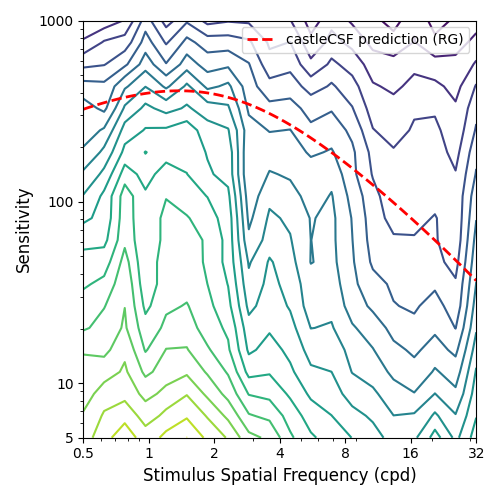 1000
castleCSF prediction (RG)
100
10
5
Sensitivity
0.5 1 2 4 8 16 32
Stimulus Spatial Frequency (cpd)